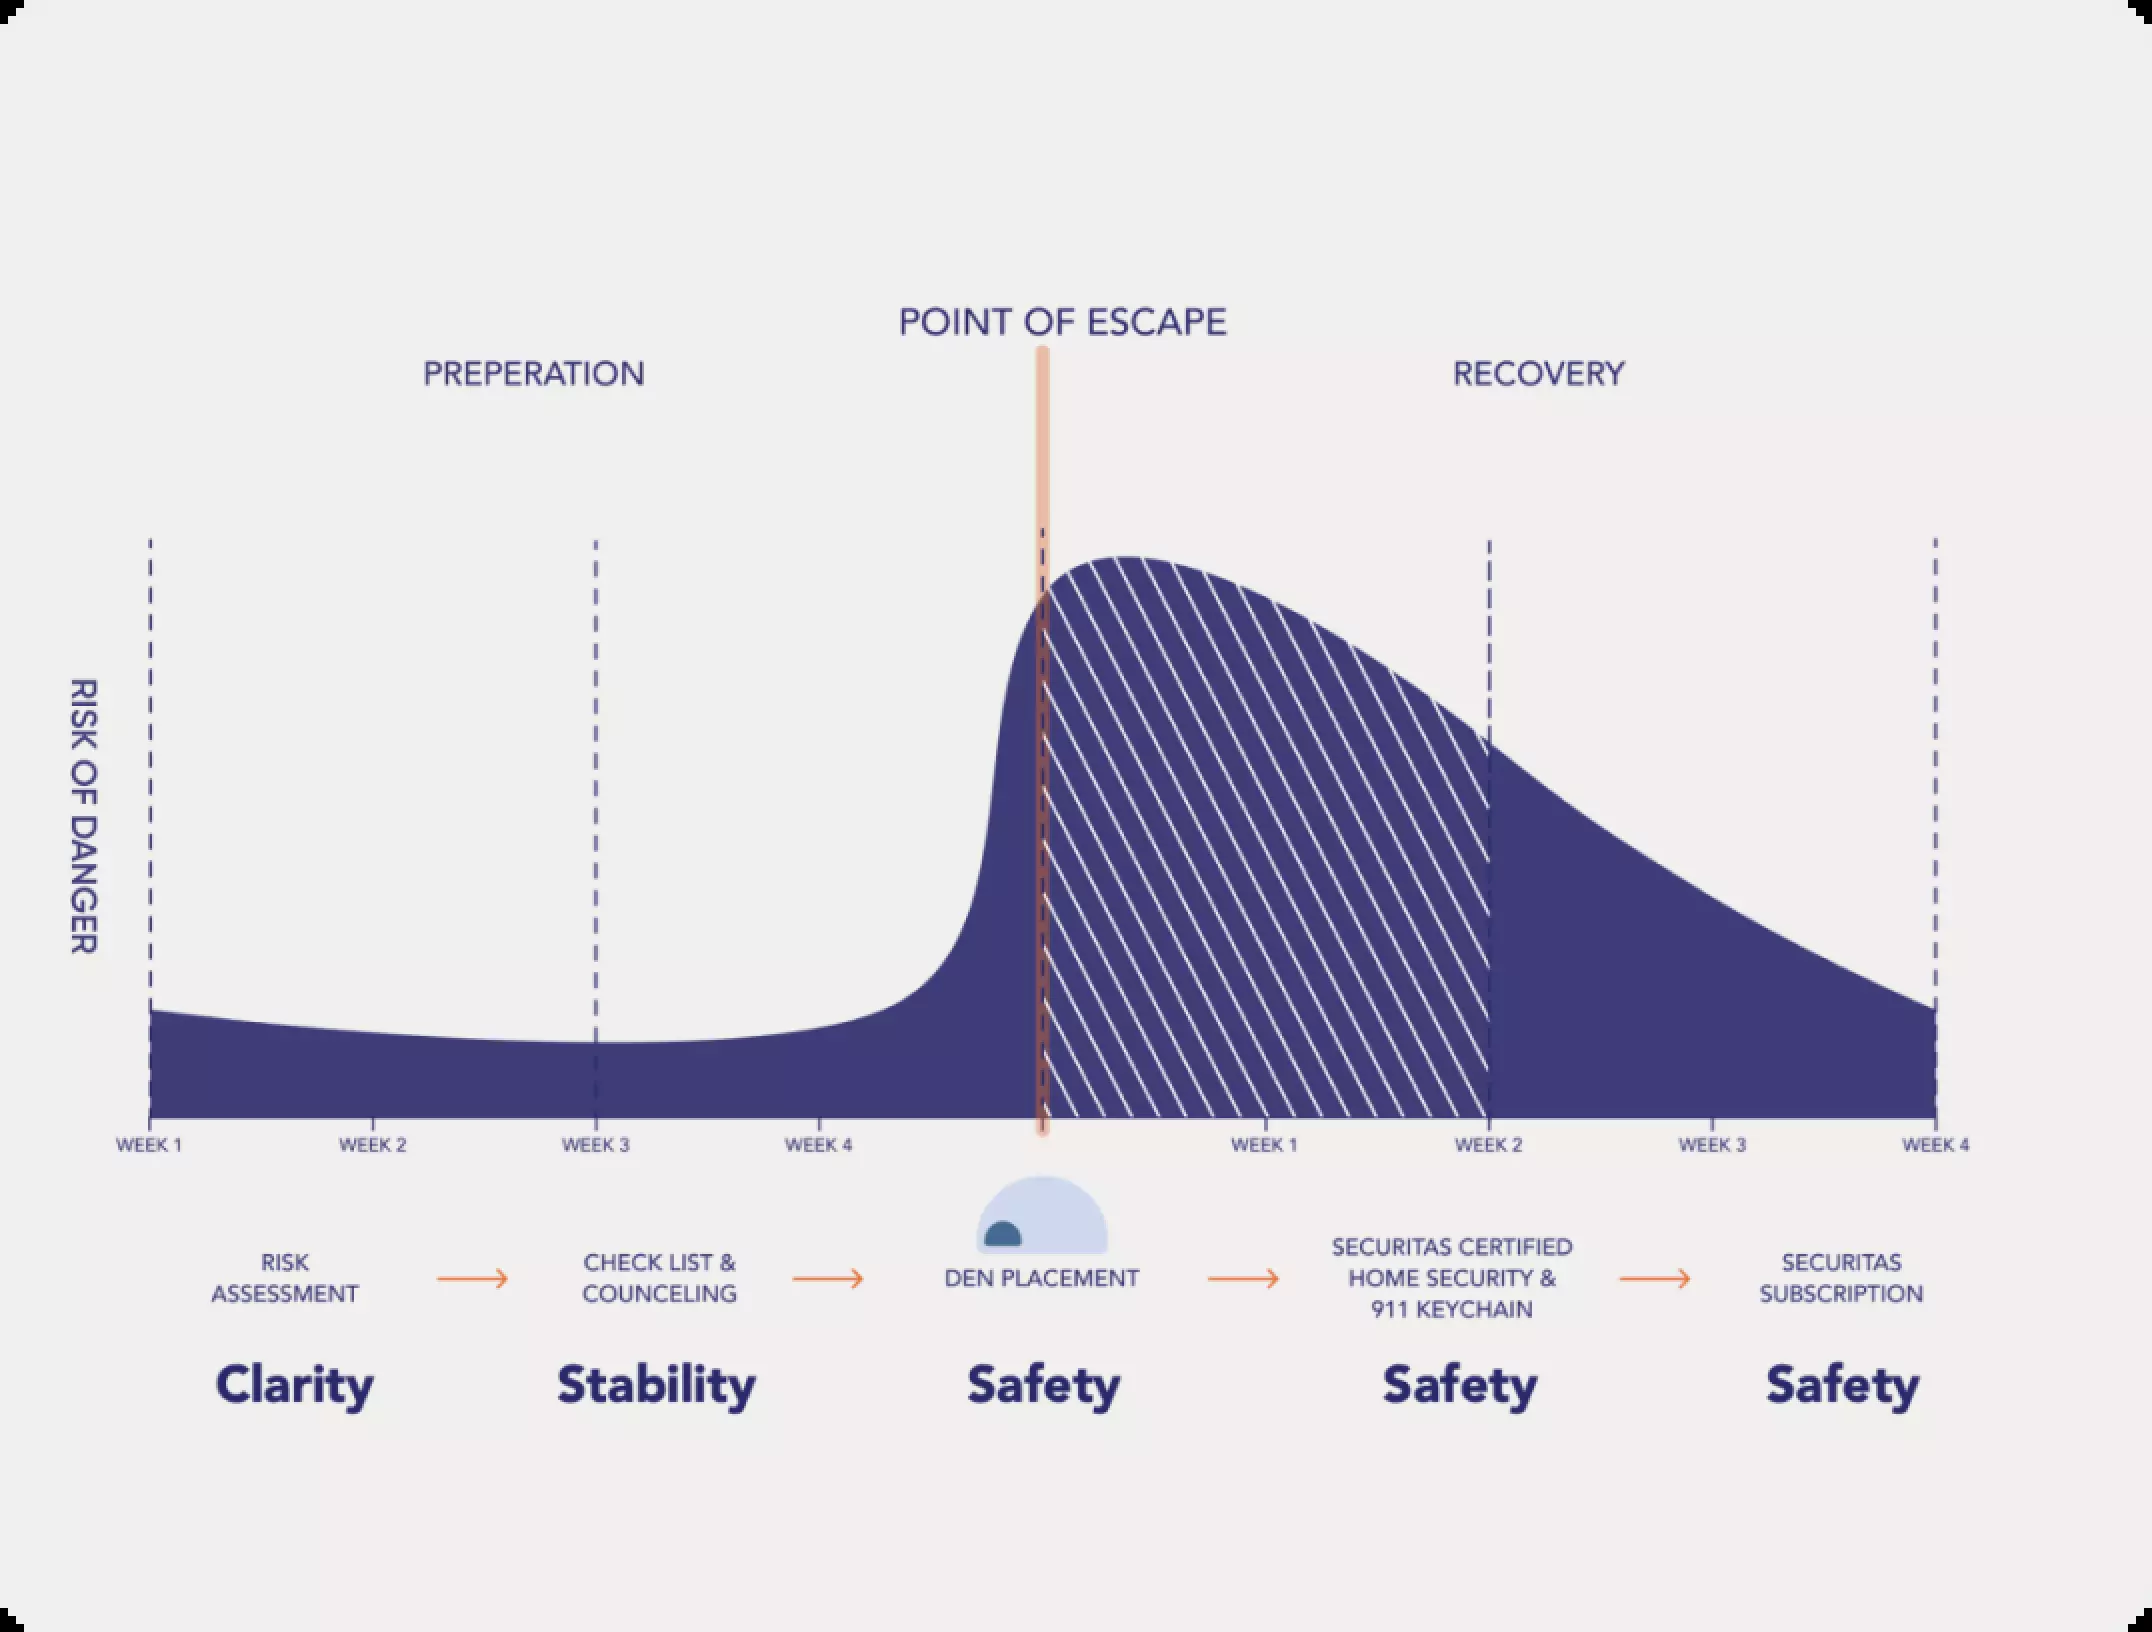 POINT OF ESCAPE
PREPERATION
RECOVERY
RISK OF DANGER
WEEK 1
WEEK 2
WEEK 3
WEEK 4
WEEK 1
WEEK 2
WEEK 3
WEEK 4
RISK
ASSESSMENT
CHECK LIST &
COUNCELING
DEN PLACEMENT
SECURITAS CERTIFIED
HOME SECURITY &
911 KEYCHAIN
SECURITAS
SUBSCRIPTION
Clarity
Stability
Safety
Safety
Safety